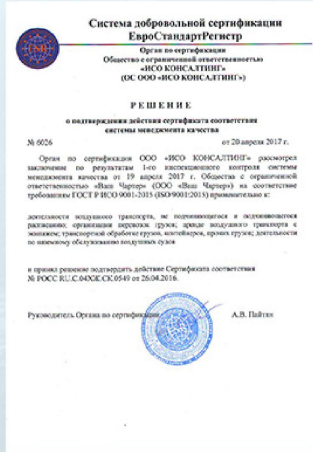 Система добровольной сертификации
ЕвроСтандартРегистр
Орган по сертификации
Общество с ограниченной ответственностью
«ИСО КОНСАЛТИНГ»
(ОС ООО «ИСО КОНСАЛТИНГ»)
РЕШЕНИЕ
о подтверждении действия сертификата соответствия
системы менеджмента качества
№ 6026 от 20 апреля 2017 г.
Орган по сертификации ООО «ИСО КОНСАЛТИНГ» рассмотрел
заключение по результатам 1-го инспекционного контроля системы
менеджмента качества от 19 апреля 2017 г. Общества с ограниченной
ответственностью «Ваш Чартер» (ООО «Ваш Чартер») на соответствие
требованиям ГОСТ Р ИСО 9001-2015 (ISO 9001:2015) применительно к:
деятельности воздушного транспорта, не подчиняющегося и подчиняющегося
расписанию; организации перевозок грузов; аренде воздушного транспорта с
экипажем; транспортной обработке грузов, контейнеров, прочих грузов; деятельности
по наземному обслуживанию воздушных судов
и принял решение подтвердить действие Сертификата соответствия
№ РОСС RU.С.04ЖК.СК.0549 от 26.04.2016.
Руководитель Органа по сертификации А.В. Пайтян